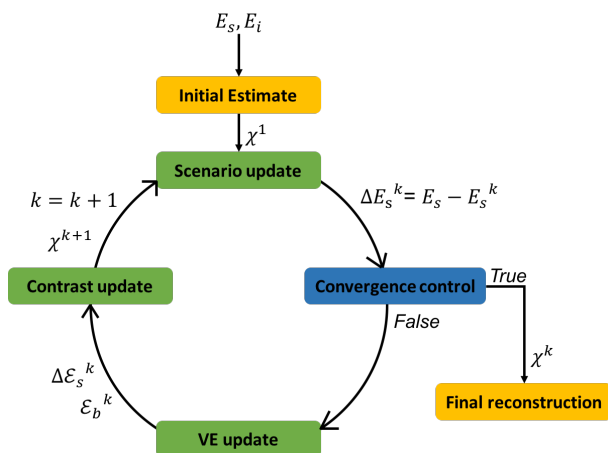 E_s, E_i
Initial Estimate
χ^1
Scenario update
k = k + 1
ΔE_s^k = E_s − E_s^k
χ^{k+1}
True
Contrast update
Convergence control
False
χ^k
Δℰ_s^k
ℰ_b^k
Final reconstruction
VE update